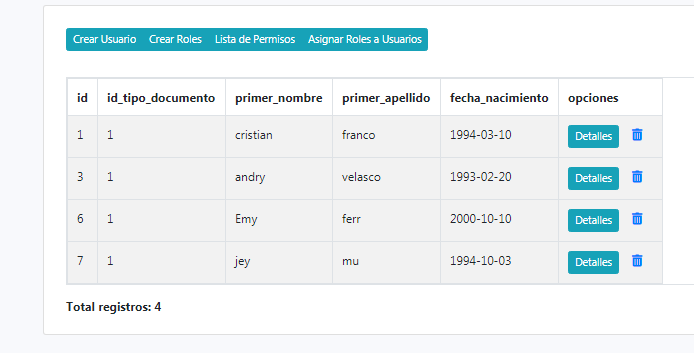 Crear Usuario Crear Roles Lista de Permisos Asignar Roles a Usuarios
id id_tipo_documento primer_nombre primer_apellido fecha_nacimiento opciones
1 1 cristian franco 1994-03-10 Detalles
3 1 andry velasco 1993-02-20 Detalles
6 1 Emy ferr 2000-10-10 Detalles
7 1 jey mu 1994-10-03 Detalles
Total registros: 4